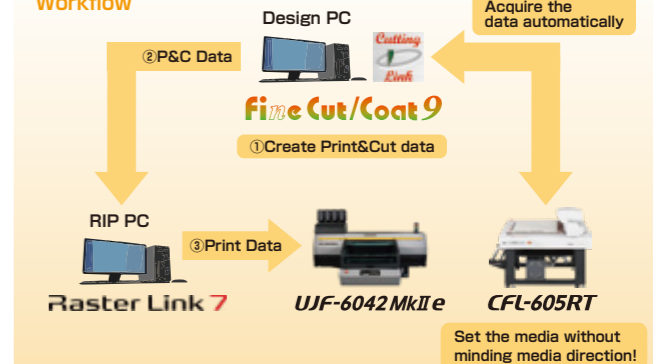 Workflow
Acquire the
data automatically
Design PC
Cutting
Link
②P&C Data
Fine Cut/Coat 9
①Create Print&Cut data
RIP PC
③Print Data
Raster Link 7
UJF-6042 MkII e
CFL-605RT
Set the media without
minding media direction!